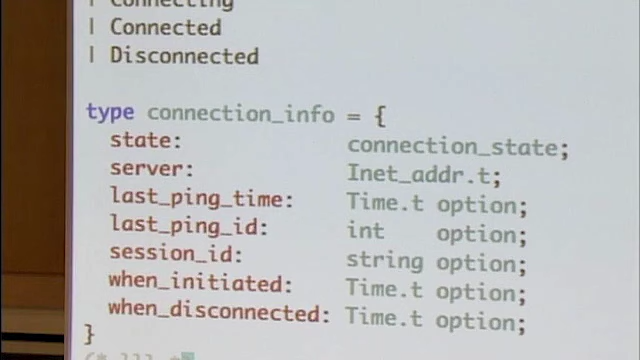 | Connecting
| Connected
| Disconnected
type connection_info = {
state: connection_state;
server: Inet_addr.t;
last_ping_time: Time.t option;
last_ping_id: int option;
session_id: string option;
when_initiated: Time.t option;
when_disconnected: Time.t option;
}
(* ??? *